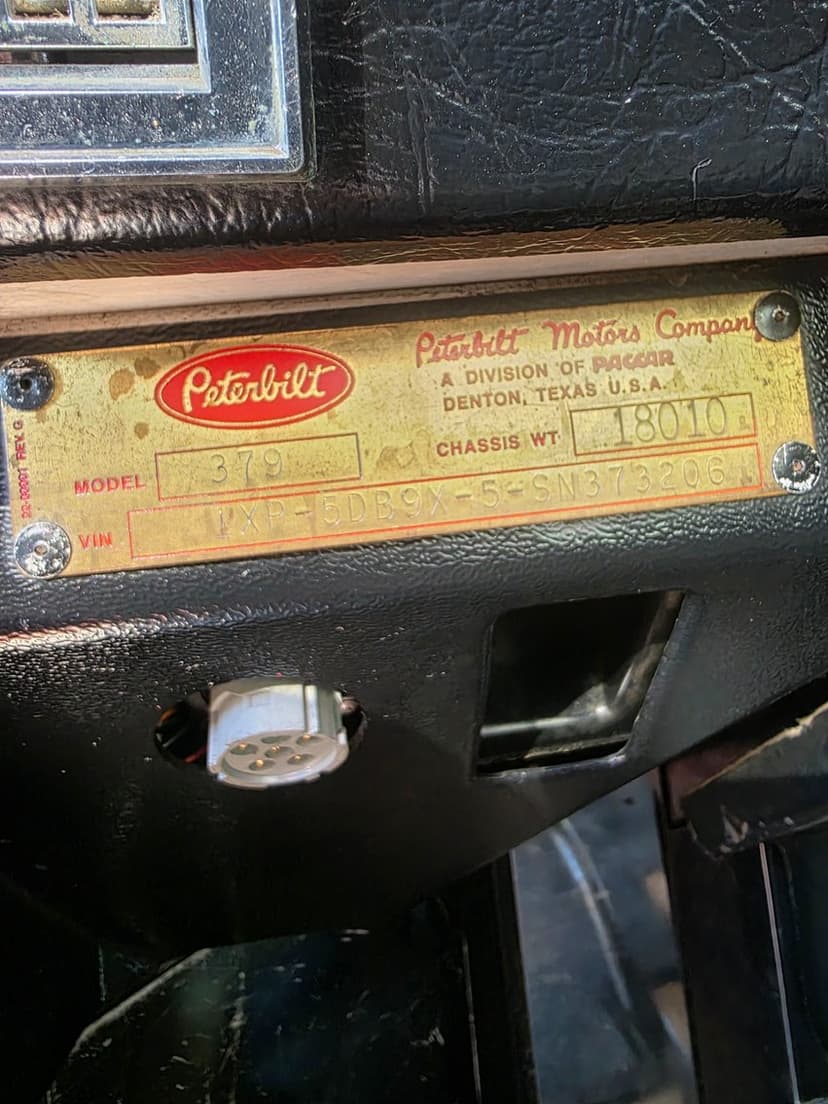 Peterbilt
Peterbilt Motors Company
A DIVISION OF PACCAR
DENTON, TEXAS U.S.A.
CHASSIS WT 18010
MODEL 379
VIN 1XP-5DB9X-5-SN373206